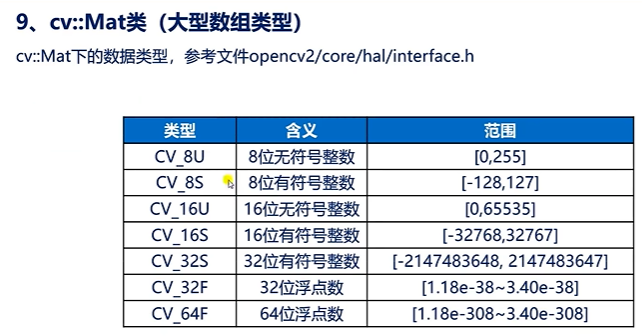 9、cv::Mat类（大型数组类型）
cv::Mat下的数据类型，参考文件opencv2/core/hal/interface.h
类型 含义 范围
CV_8U 8位无符号整数 [0,255]
CV_8S 8位有符号整数 [-128,127]
CV_16U 16位无符号整数 [0,65535]
CV_16S 16位有符号整数 [-32768,32767]
CV_32S 32位有符号整数 [-2147483648, 2147483647]
CV_32F 32位浮点数 [1.18e-38~3.40e-38]
CV_64F 64位浮点数 [1.18e-308~3.40e-308]